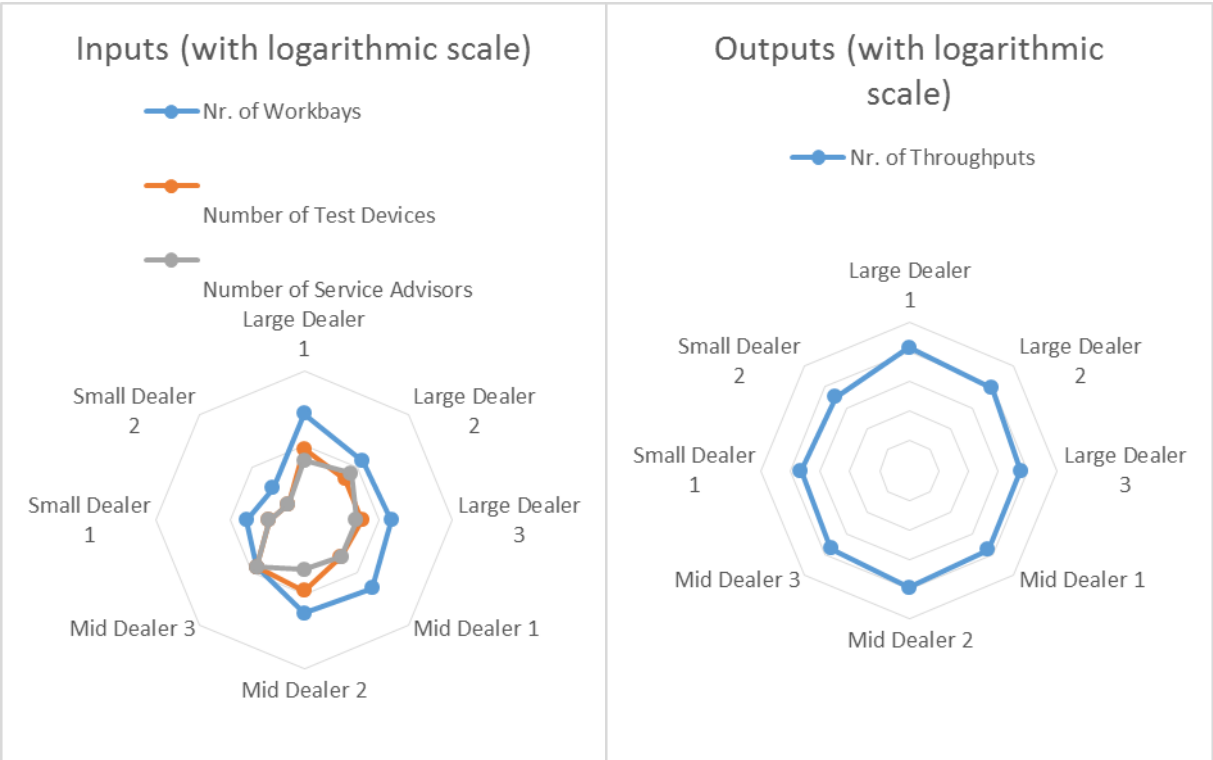 Inputs (with logarithmic scale)
Nr. of Workbays
Number of Test Devices
Number of Service Advisors
Large Dealer
1
Large Dealer
2
Large Dealer
3
Mid Dealer 1
Mid Dealer 2
Mid Dealer 3
Small Dealer
1
Small Dealer
2
Outputs (with logarithmic
scale)
Nr. of Throughputs
Large Dealer
1
Large Dealer
2
Large Dealer
3
Mid Dealer 1
Mid Dealer 2
Mid Dealer 3
Small Dealer
1
Small Dealer
2